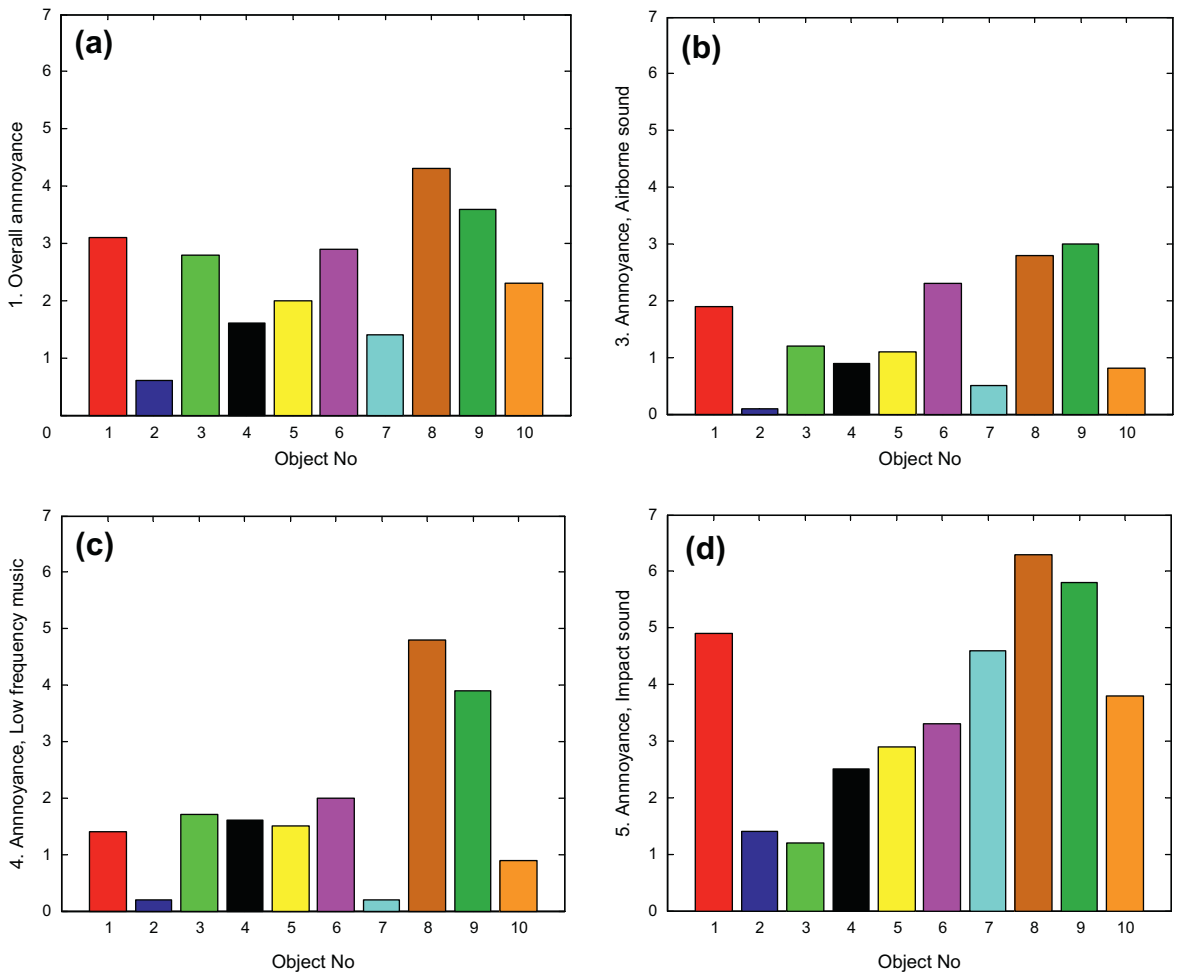 (a)
7
6
5
4
3
2
1
0
1. Overall annnoyance
1 2 3 4 5 6 7 8 9 10
Object No
(b)
7
6
5
4
3
2
1
0
3. Annnoyance, Airborne sound
1 2 3 4 5 6 7 8 9 10
Object No
(c)
7
6
5
4
3
2
1
0
4. Annnoyance, Low frequency music
1 2 3 4 5 6 7 8 9 10
Object No
(d)
7
6
5
4
3
2
1
0
5. Annnoyance, Impact sound
1 2 3 4 5 6 7 8 9 10
Object No